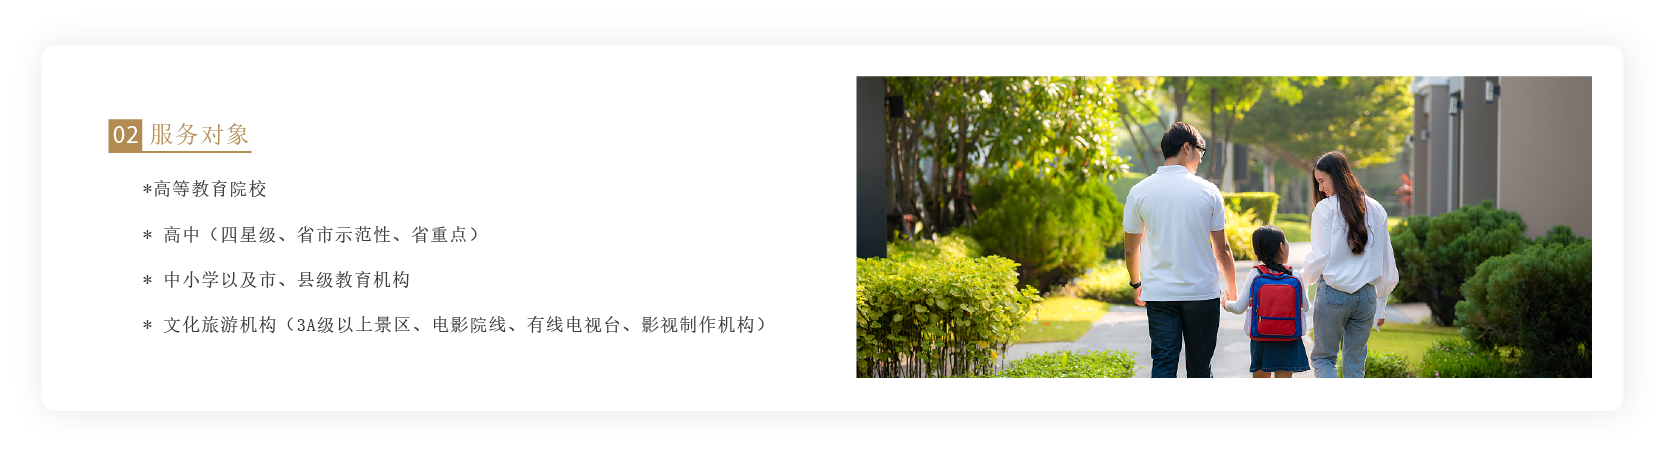 02 服务对象
*高等教育院校
* 高中（四星级、省市示范性、省重点）
* 中小学以及市、县级教育机构
* 文化旅游机构（3A级以上景区、电影院线、有线电视台、影视制作机构）